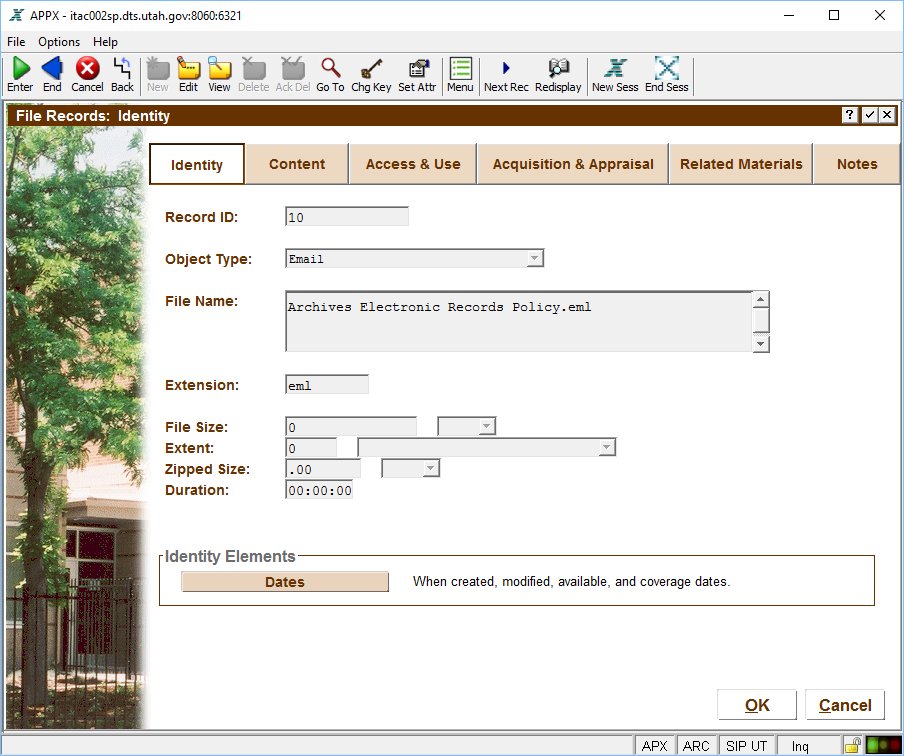 APPX - itac002sp.dts.utah.gov:8060:6321
File Options Help
Enter End Cancel Back New Edit View Delete Ack Del Go To Chg Key Set Attr Menu Next Rec Redisplay New Sess End Sess
File Records: Identity ?
Identity Content Access & Use Acquisition & Appraisal Related Materials Notes
Record ID: 10
Object Type: Email
File Name: Archives Electronic Records Policy.eml
Extension: eml
File Size: 0
Extent: 0
Zipped Size: .00
Duration: 00:00:00
Identity Elements
Dates When created, modified, available, and coverage dates.
OK Cancel
APX ARC SIP UT Inq